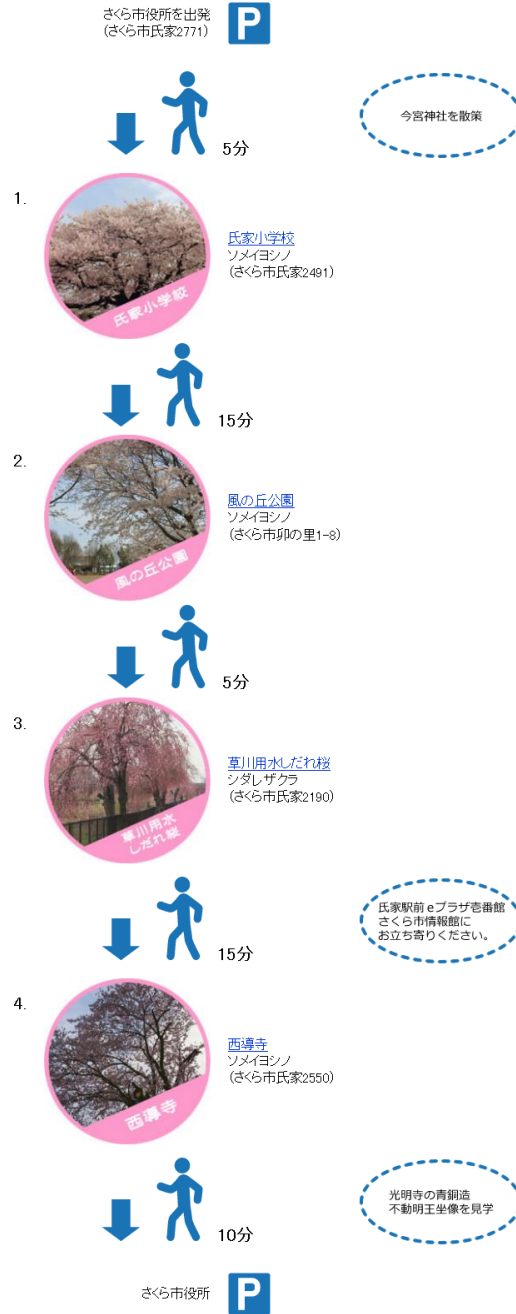 さくら市役所を出発
(さくら市氏家2771)
P
5分
今宮神社を散策
1.
氏家小学校
氏家小学校
ソメイヨシノ
(さくら市氏家2491)
15分
2.
風の丘公園
風の丘公園
ソメイヨシノ
(さくら市卯の里1-8)
5分
3.
草川用水
しだれ桜
草川用水しだれ桜
シダレザクラ
(さくら市氏家2190)
15分
氏家駅前eプラザ壱番館
さくら市情報館に
お立ち寄りください。
4.
西導寺
西導寺
ソメイヨシノ
(さくら市氏家2550)
10分
光明寺の青銅造
不動明王坐像を見学
さくら市役所
P